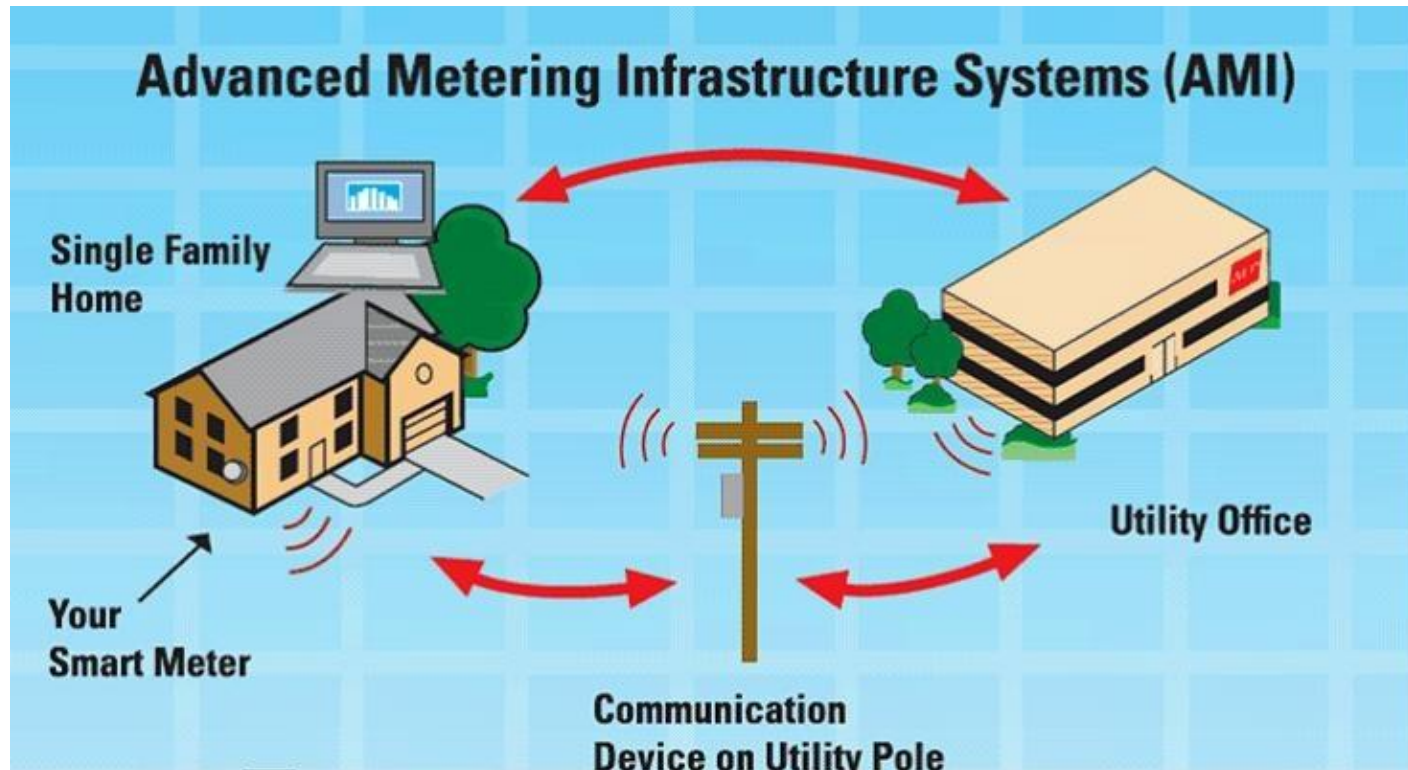 Advanced Metering Infrastructure Systems (AMI)
Single Family
Home
Utility Office
Your
Smart Meter
Communication
Device on Utility Pole